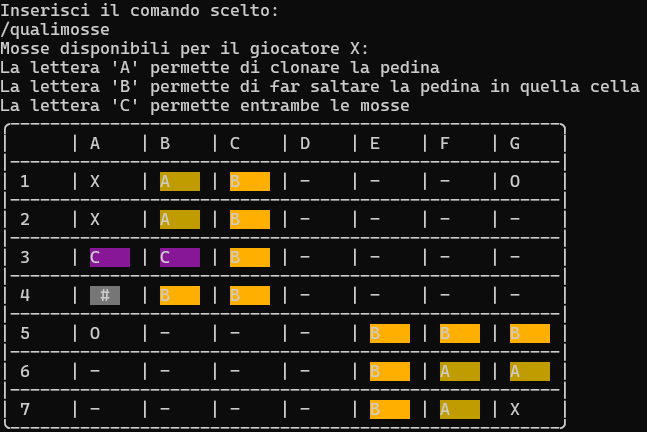 Inserisci il comando scelto:
/qualimosse
Mosse disponibili per il giocatore X:
La lettera 'A' permette di clonare la pedina
La lettera 'B' permette di far saltare la pedina in quella cella
La lettera 'C' permette entrambe le mosse
| | A | B | C | D | E | F | G |
| 1 | X | A | B | – | – | – | O |
| 2 | X | A | B | – | – | – | – |
| 3 | C | C | B | – | – | – | – |
| 4 | # | B | B | – | – | – | – |
| 5 | O | – | – | – | B | B | B |
| 6 | – | – | – | – | B | A | A |
| 7 | – | – | – | – | B | A | X |